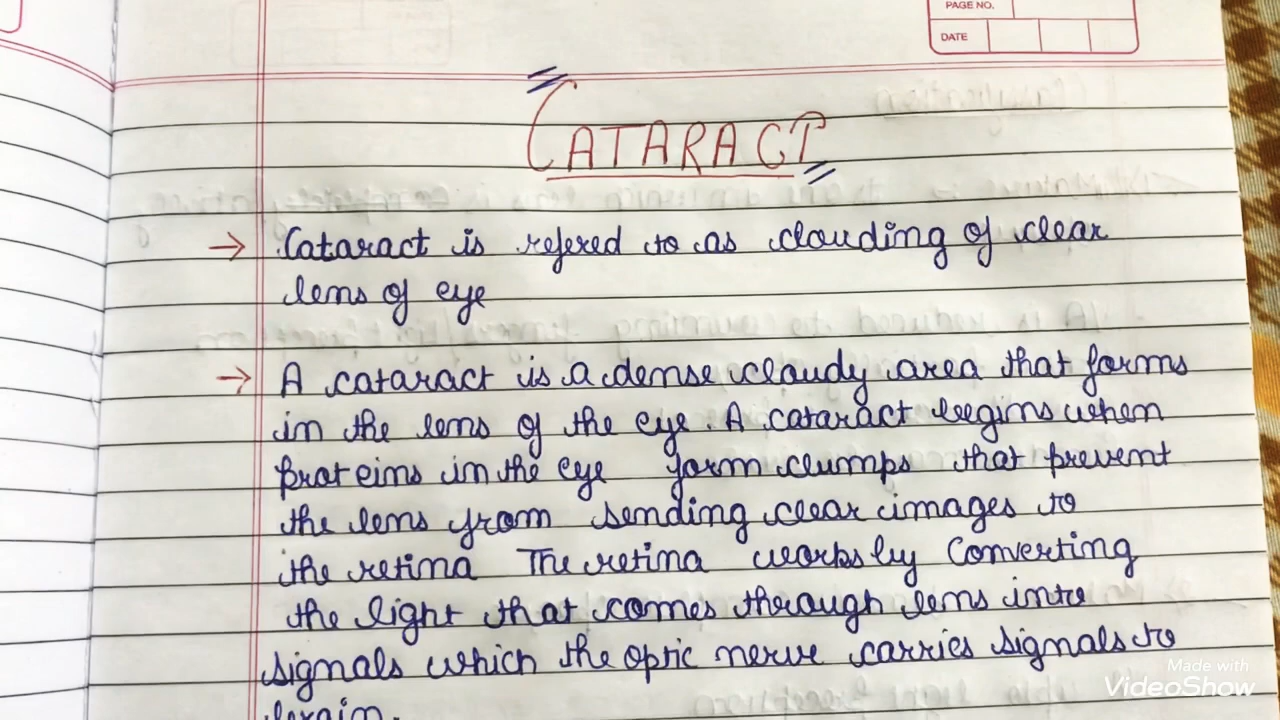 PAGE NO.
DATE
CATARACT
→ Cataract is refered to as clouding of clear
lens of eye
→ A cataract is a dense cloudy area that forms
in the lens of the eye. A cataract begins when
proteins in the eye form clumps that prevent
the lens from sending clear images to
the retina The retina works by converting
the light that comes through lens into
signals which the optic nerve carries signals to
brain.
Made with
VideoShow